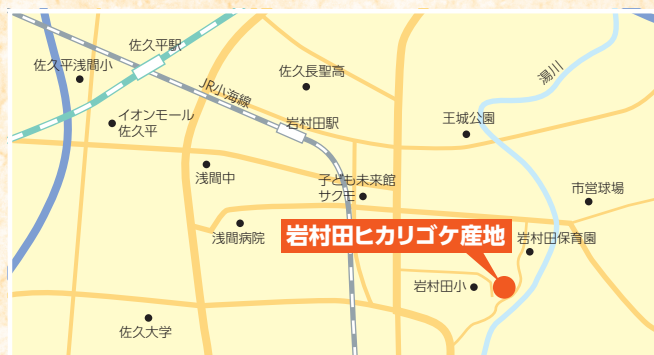 佐久平駅
佐久平浅間小
佐久長聖高
湯川
JR小海線
イオンモール
佐久平
岩村田駅
王城公園
浅間中
子ども未来館
サクモ
市営球場
浅間病院
岩村田ヒカリゴケ産地
岩村田保育園
岩村田小
佐久大学